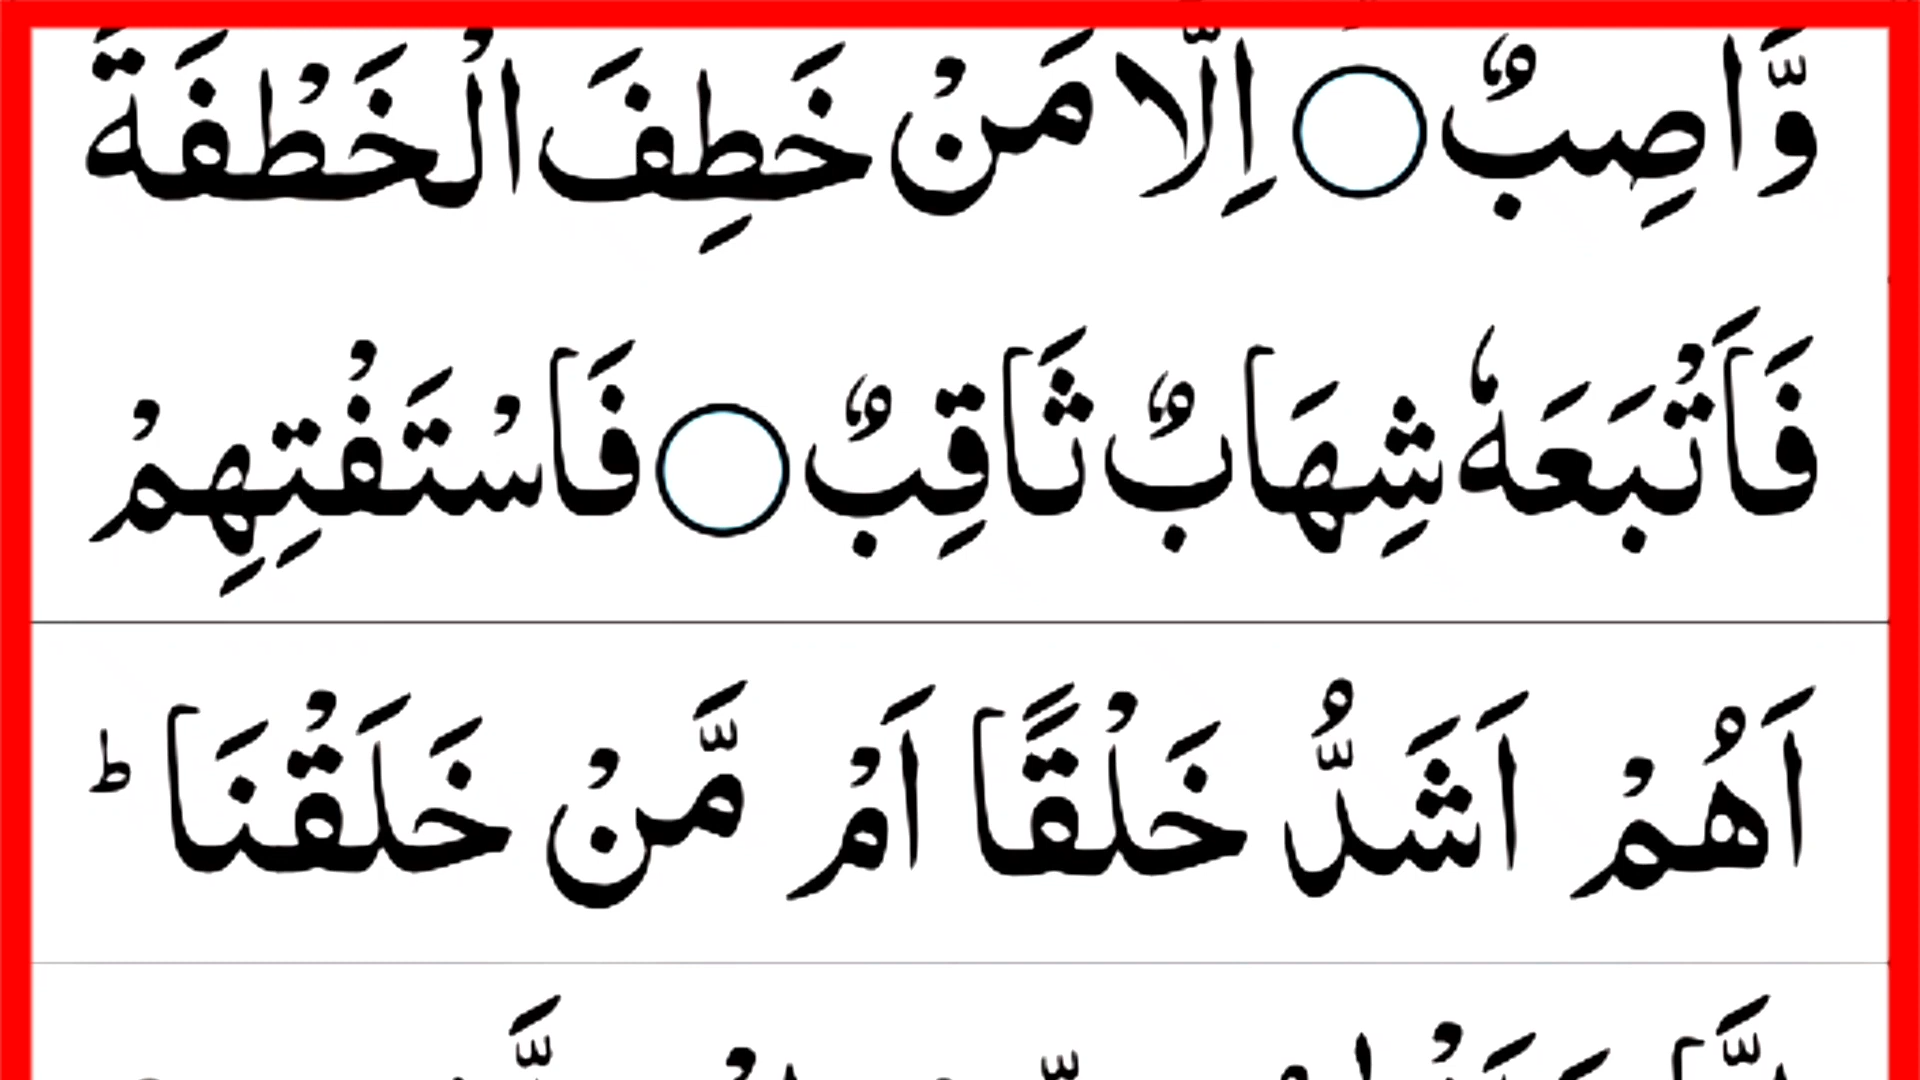 وَّاصِبٌ ○ اِلَّا مَنْ خَطِفَ الْخَطْفَةَ
فَاَتْبَعَهٗ شِهَابٌ ثَاقِبٌ ○ فَاسْتَفْتِهِمْ
اَهُمْ اَشَدُّ خَلْقًا اَمْ مَّنْ خَلَقْنَا ؕ